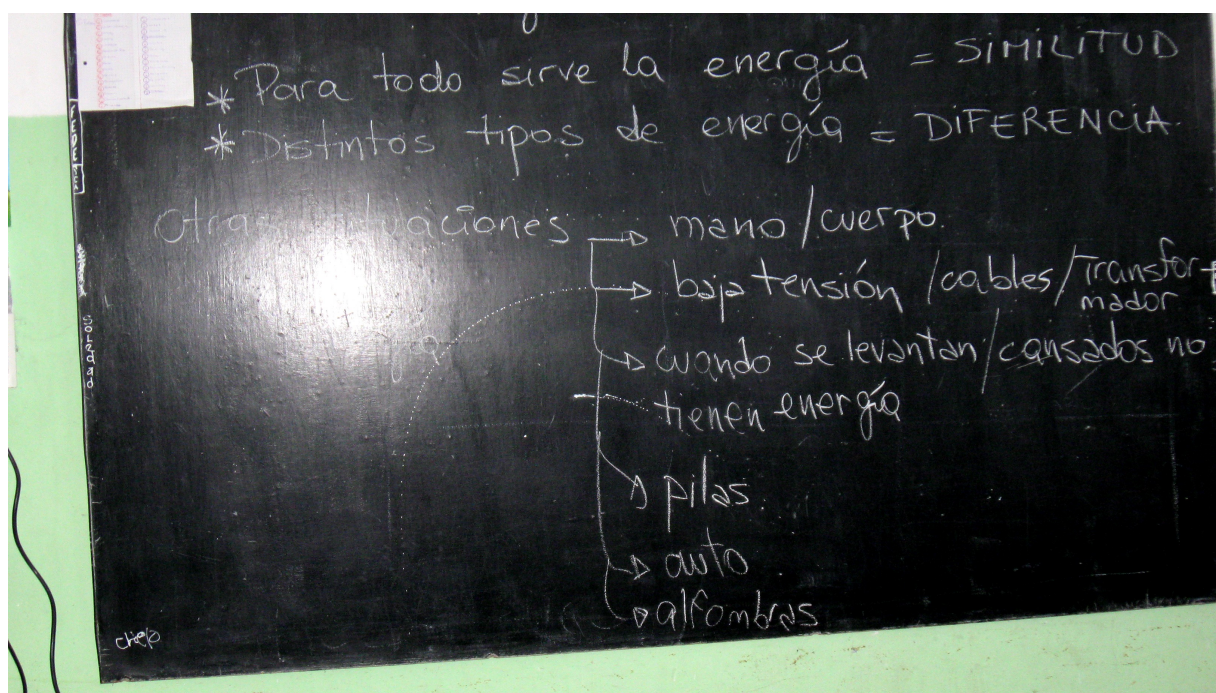 * Para todo sirve la energía = SIMILITUD
* Distintos tipos de energía = DIFERENCIA.
Otras situaciones
mano / cuerpo.
baja tensión / cables / Transfor-
mador
cuando se levantan / cansados no
tienen energía
pilas.
auto
alfombras
Soledad